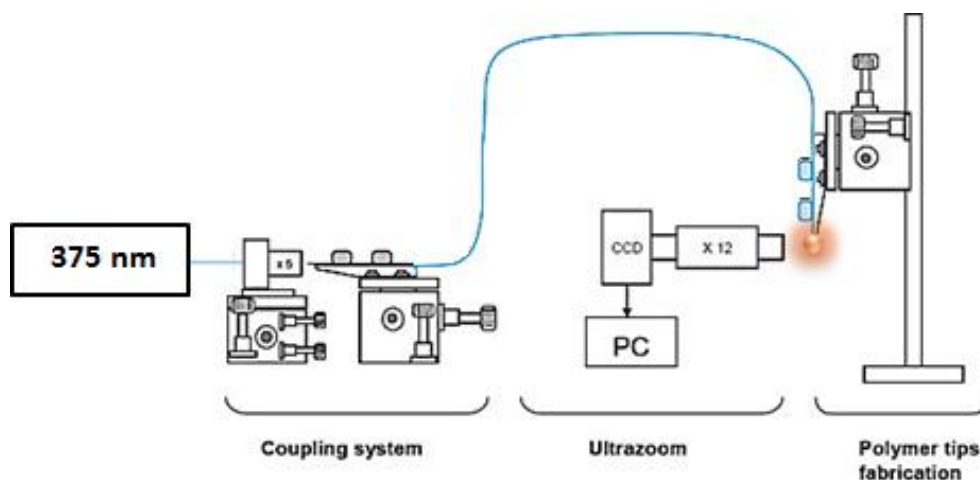 375 nm
x 5
CCD
X 12
PC
Coupling system
Ultrazoom
Polymer tips
fabrication